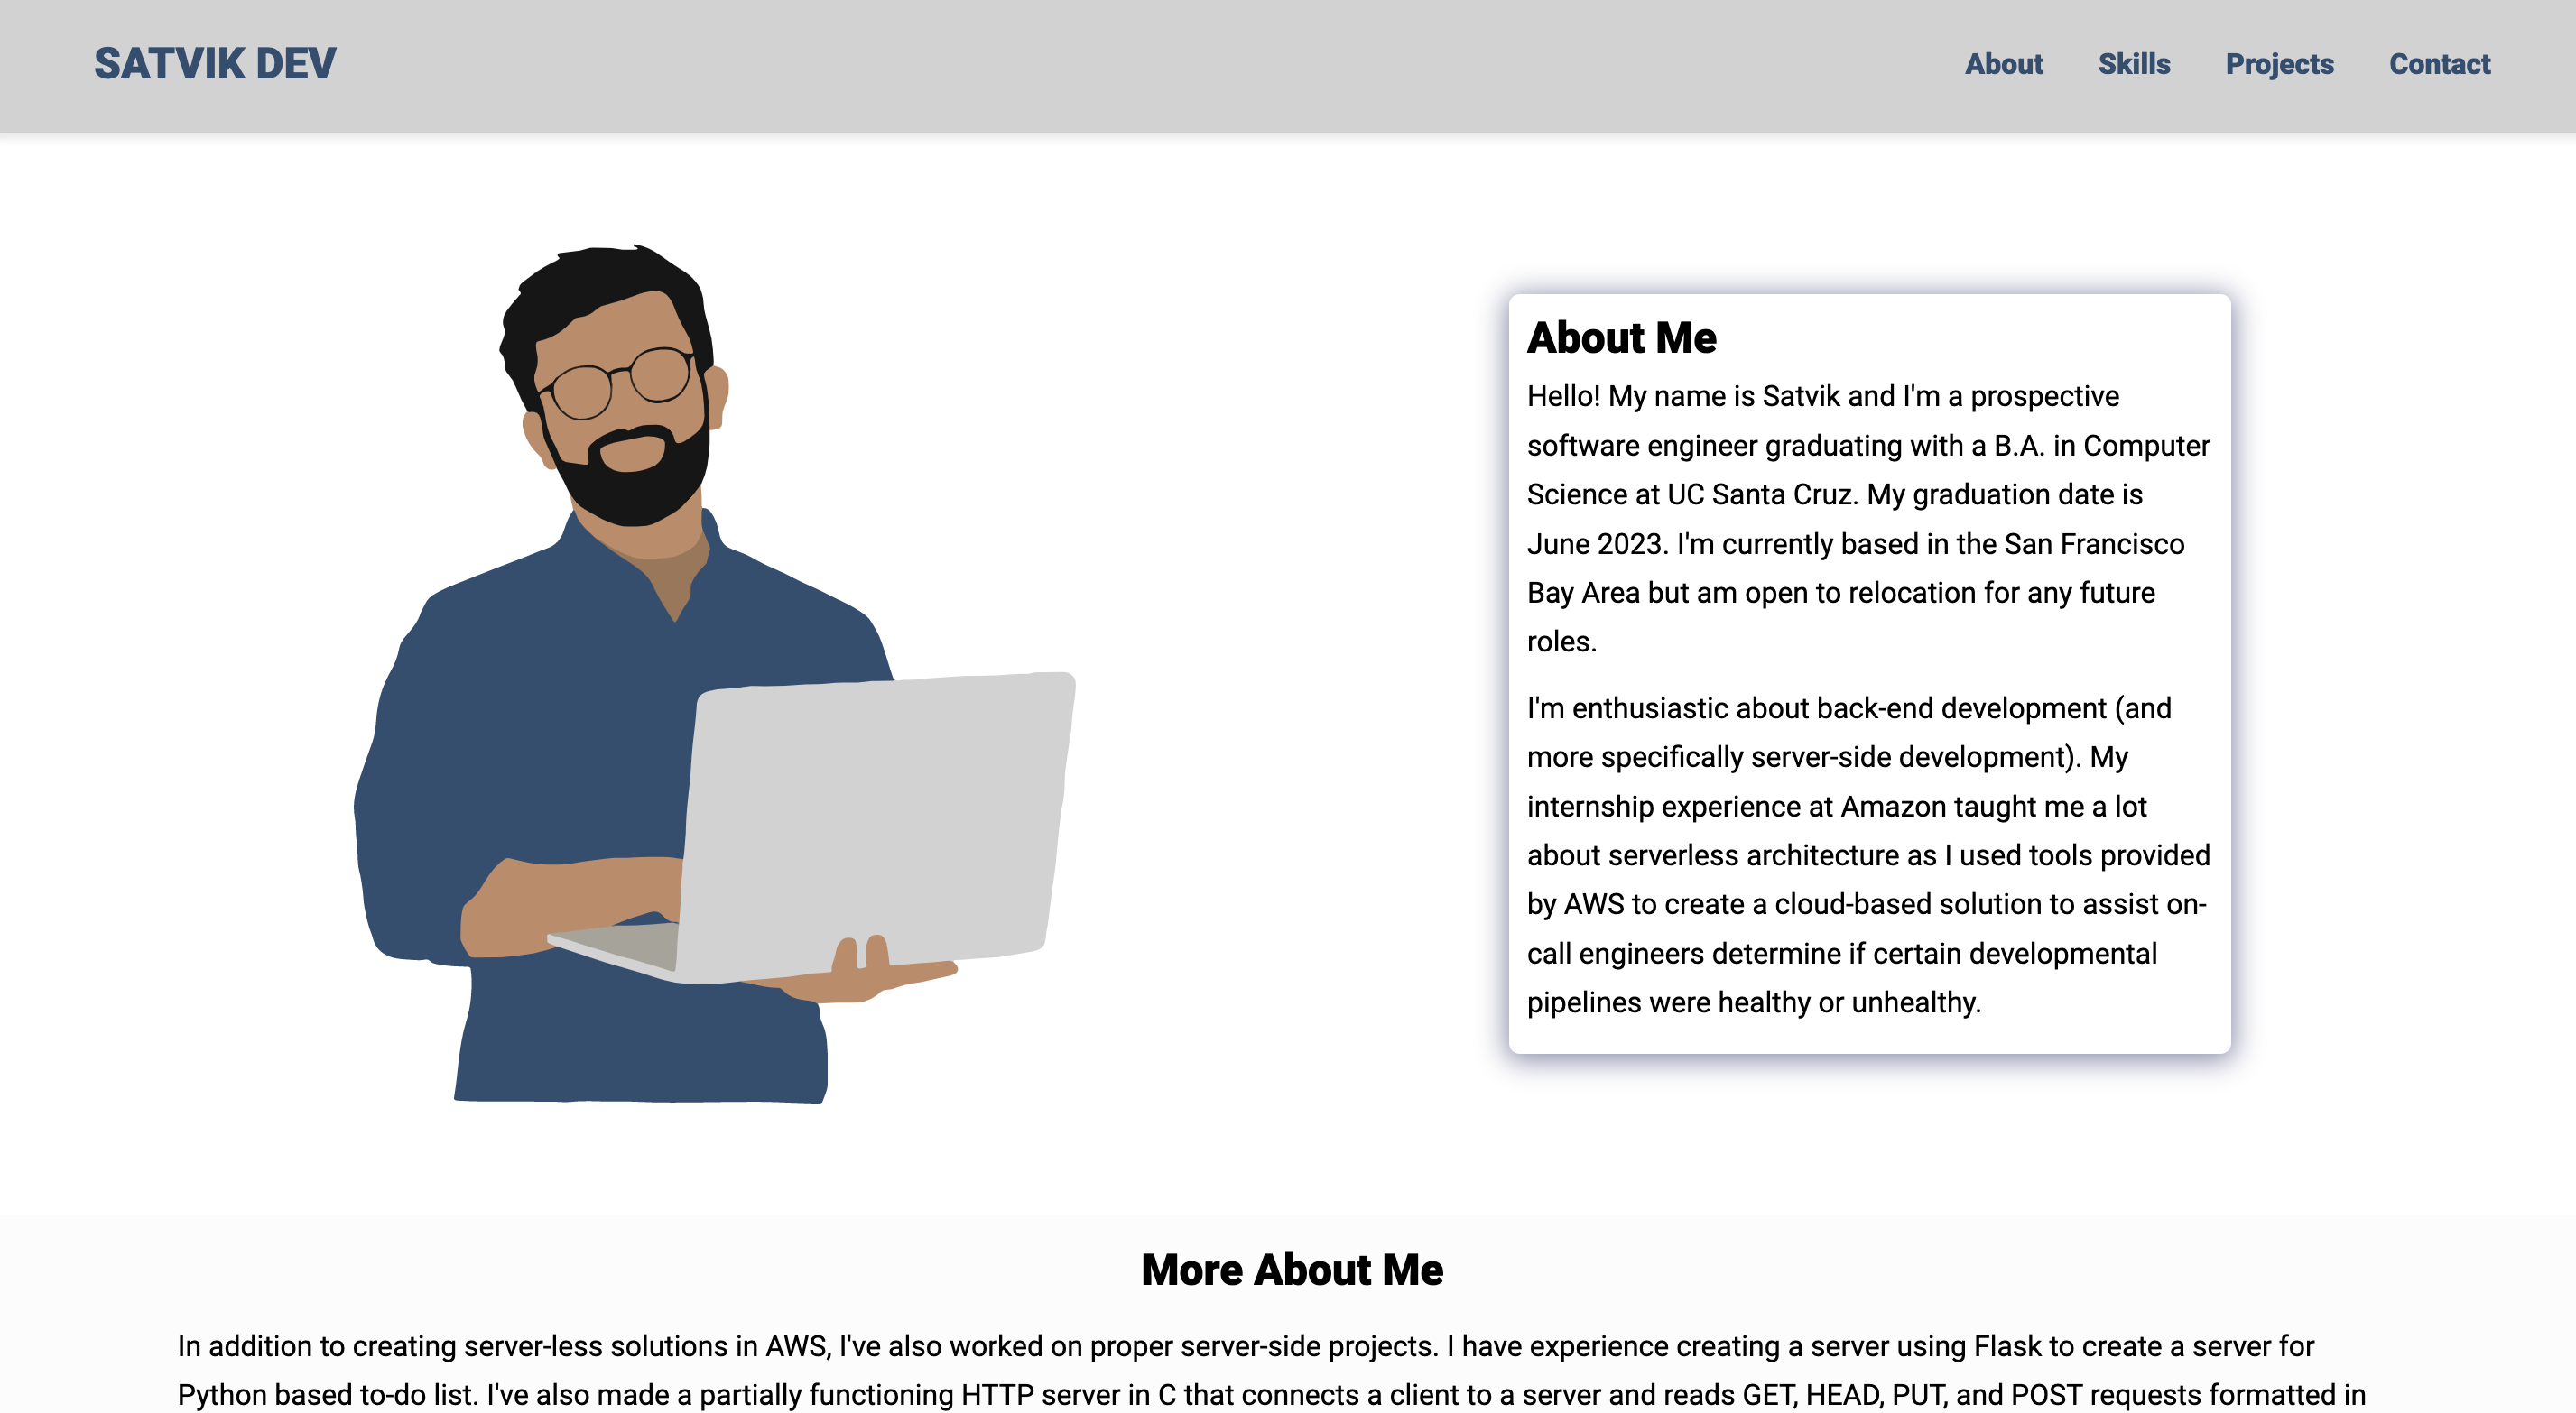 SATVIK DEV
About Skills Projects Contact
About Me
Hello! My name is Satvik and I'm a prospective
software engineer graduating with a B.A. in Computer
Science at UC Santa Cruz. My graduation date is
June 2023. I'm currently based in the San Francisco
Bay Area but am open to relocation for any future
roles.
I'm enthusiastic about back-end development (and
more specifically server-side development). My
internship experience at Amazon taught me a lot
about serverless architecture as I used tools provided
by AWS to create a cloud-based solution to assist on-
call engineers determine if certain developmental
pipelines were healthy or unhealthy.
More About Me
In addition to creating server-less solutions in AWS, I've also worked on proper server-side projects. I have experience creating a server using Flask to create a server for
Python based to-do list. I've also made a partially functioning HTTP server in C that connects a client to a server and reads GET, HEAD, PUT, and POST requests formatted in